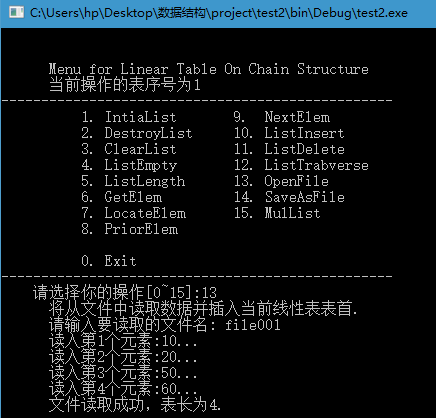 C:\Users\hp\Desktop\数据结构\project\test2\bin\Debug\test2.exe
Menu for Linear Table On Chain Structure
当前操作的表序号为1
-------------------------------------------------
1. IntiaList 9. NextElem
2. DestroyList 10. ListInsert
3. ClearList 11. ListDelete
4. ListEmpty 12. ListTrabverse
5. ListLength 13. OpenFile
6. GetElem 14. SaveAsFile
7. LocateElem 15. MulList
8. PriorElem
0. Exit
-------------------------------------------------
请选择你的操作[0~15]:13
将从文件中读取数据并插入当前线性表表首.
请输入要读取的文件名: file001
读入第1个元素:10...
读入第2个元素:20...
读入第3个元素:50...
读入第4个元素:60...
文件读取成功，表长为4.